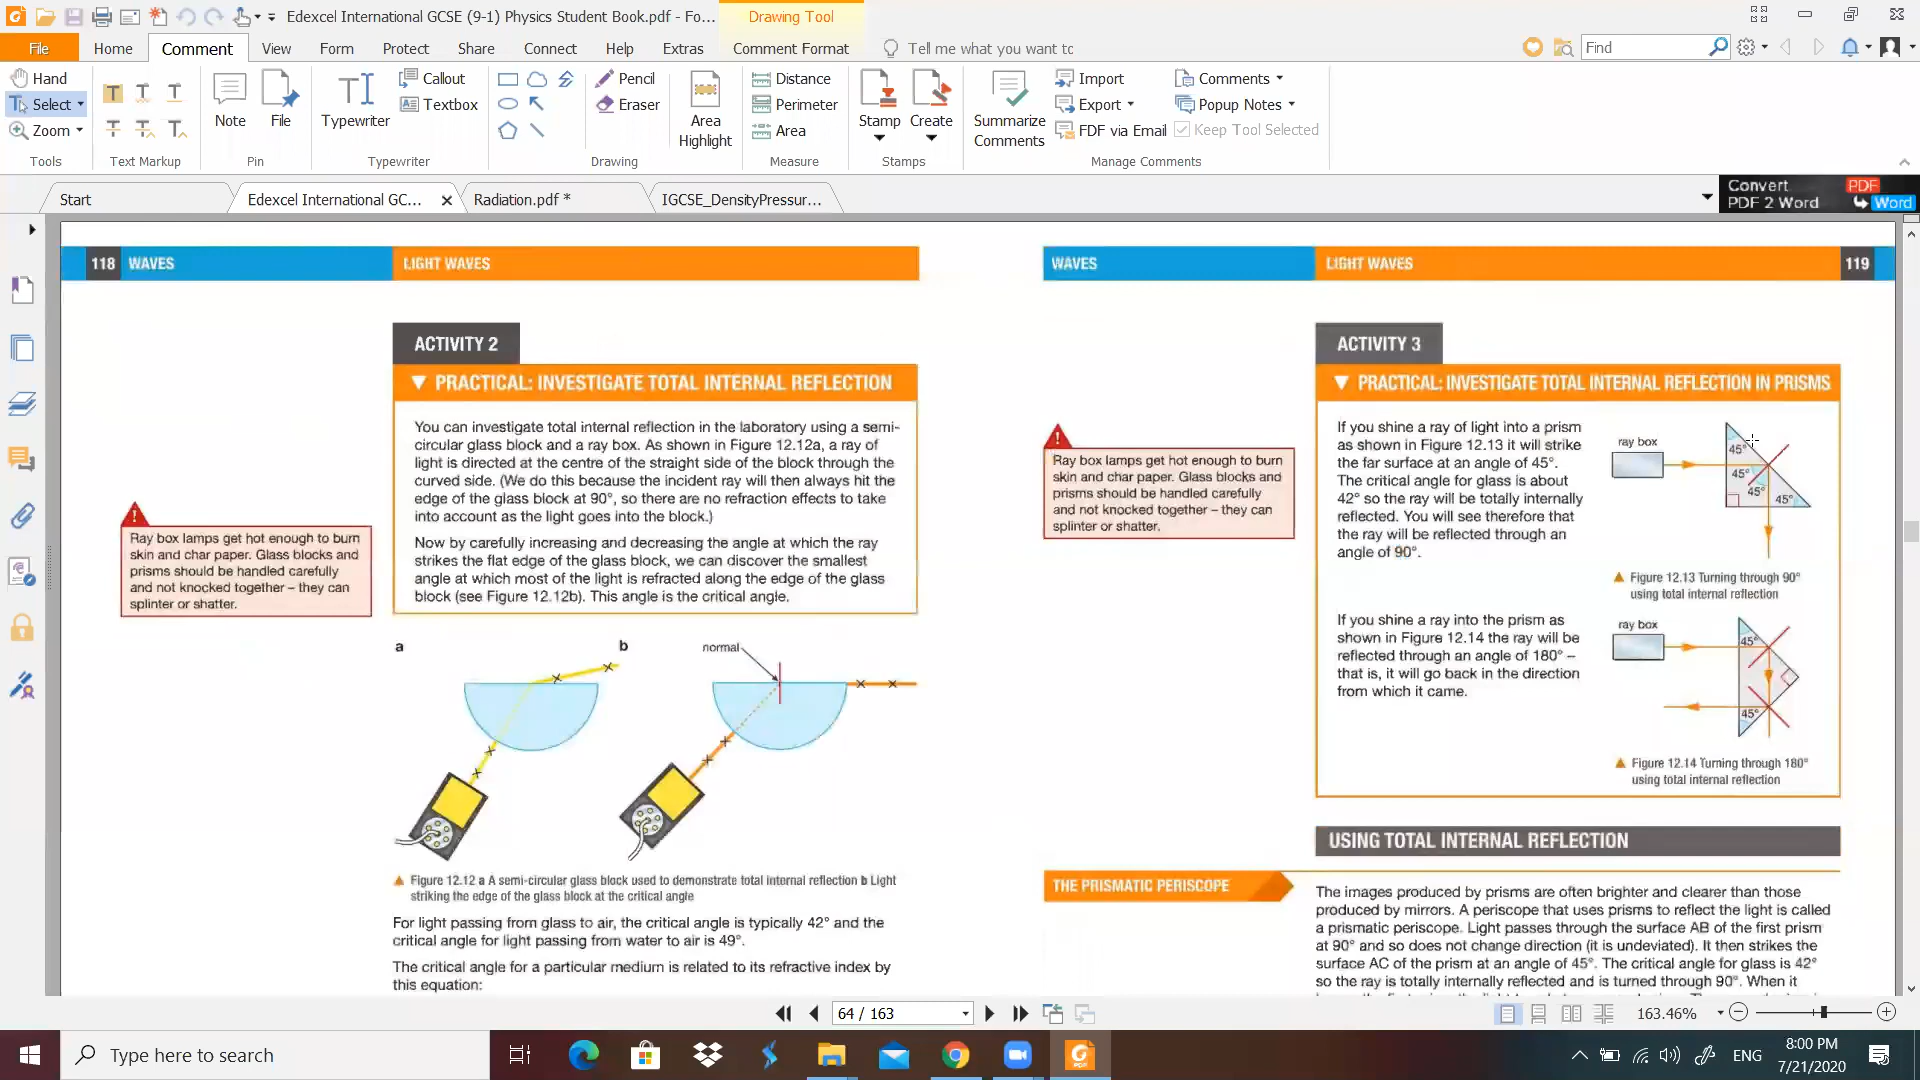 Edexcel International GCSE (9-1) Physics Student Book.pdf - Fo...
Drawing Tool
File
Home
Comment
View
Form
Protect
Share
Connect
Help
Extras
Comment Format
Tell me what you want to
Find
Hand
Select
Zoom
Tools
Text Markup
Note
File
Pin
Typewriter
Callout
Textbox
Typewriter
Pencil
Eraser
Drawing
Area
Highlight
Distance
Perimeter
Area
Measure
Stamp
Create
Stamps
Summarize
Comments
Import
Export
FDF via Email
Comments
Popup Notes
Keep Tool Selected
Manage Comments
Start
Edexcel International GC...
Radiation.pdf *
IGCSE_DensityPressur...
Convert PDF
PDF 2 Word Word
118 WAVES
LIGHT WAVES
ACTIVITY 2
PRACTICAL: INVESTIGATE TOTAL INTERNAL REFLECTION
You can investigate total internal reflection in the laboratory using a semi-
circular glass block and a ray box. As shown in Figure 12.12a, a ray of
light is directed at the centre of the straight side of the block through the
curved side. (We do this because the incident ray will then always hit the
edge of the glass block at 90°, so there are no refraction effects to take
into account as the light goes into the block.)
Now by carefully increasing and decreasing the angle at which the ray
strikes the flat edge of the glass block, we can discover the smallest
angle at which most of the light is refracted along the edge of the glass
block (see Figure 12.12b). This angle is the critical angle.
Ray box lamps get hot enough to burn
skin and char paper. Glass blocks and
prisms should be handled carefully
and not knocked together – they can
splinter or shatter.
a
b
normal
Figure 12.12 a A semi-circular glass block used to demonstrate total internal reflection b Light
striking the edge of the glass block at the critical angle
For light passing from glass to air, the critical angle is typically 42° and the
critical angle for light passing from water to air is 49°.
The critical angle for a particular medium is related to its refractive index by
this equation:
WAVES
LIGHT WAVES
119
ACTIVITY 3
PRACTICAL: INVESTIGATE TOTAL INTERNAL REFLECTION IN PRISMS
Ray box lamps get hot enough to burn
skin and char paper. Glass blocks and
prisms should be handled carefully
and not knocked together – they can
splinter or shatter.
If you shine a ray of light into a prism
as shown in Figure 12.13 it will strike
the far surface at an angle of 45°.
The critical angle for glass is about
42° so the ray will be totally internally
reflected. You will see therefore that
the ray will be reflected through an
angle of 90°.
ray box
45°
45°
45°
45°
Figure 12.13 Turning through 90°
using total internal reflection
If you shine a ray into the prism as
shown in Figure 12.14 the ray will be
reflected through an angle of 180° –
that is, it will go back in the direction
from which it came.
ray box
45°
45°
Figure 12.14 Turning through 180°
using total internal reflection
USING TOTAL INTERNAL REFLECTION
THE PRISMATIC PERISCOPE
The images produced by prisms are often brighter and clearer than those
produced by mirrors. A periscope that uses prisms to reflect the light is called
a prismatic periscope. Light passes through the surface AB of the first prism
at 90° and so does not change direction (it is undeviated). It then strikes the
surface AC of the prism at an angle of 45°. The critical angle for glass is 42°
so the ray is totally internally reflected and is turned through 90°. When it
64 / 163
163.46%
Type here to search
ENG
8:00 PM
7/21/2020